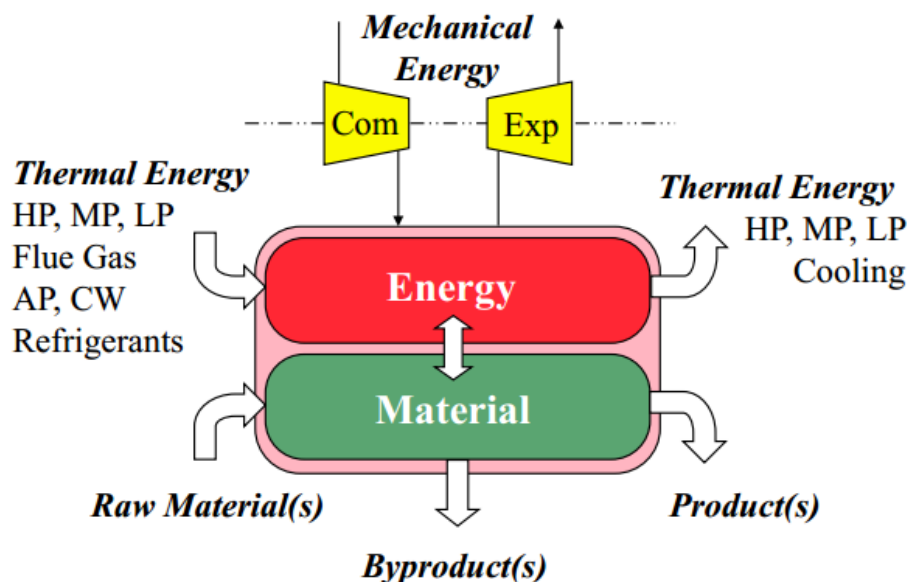 Mechanical
Energy
Com
Exp
Thermal Energy
HP, MP, LP
Flue Gas
AP, CW
Refrigerants
Thermal Energy
HP, MP, LP
Cooling
Energy
Material
Raw Material(s)
Product(s)
Byproduct(s)